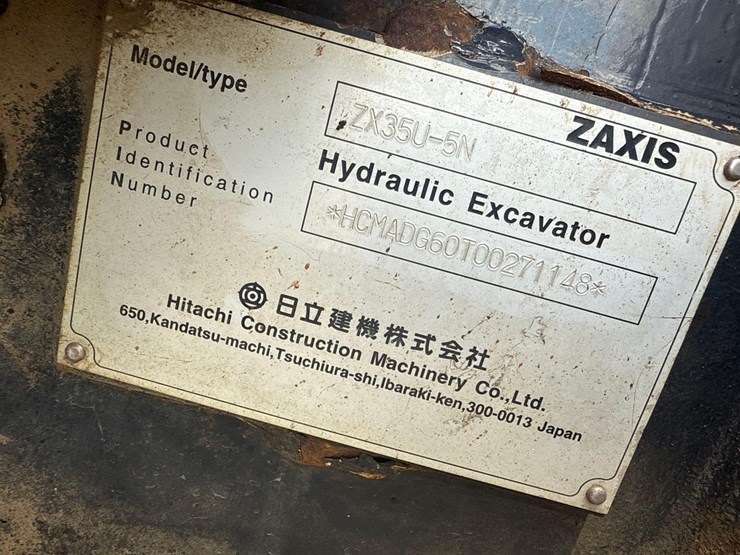 ZAXIS
Model/type
ZX35U-5N
Hydraulic Excavator
Product
Identification
Number
*HCMADG60T00271148*
日立建機株式会社
Hitachi Construction Machinery Co.,Ltd.
650,Kandatsu-machi,Tsuchiura-shi,Ibaraki-ken,300-0013 Japan